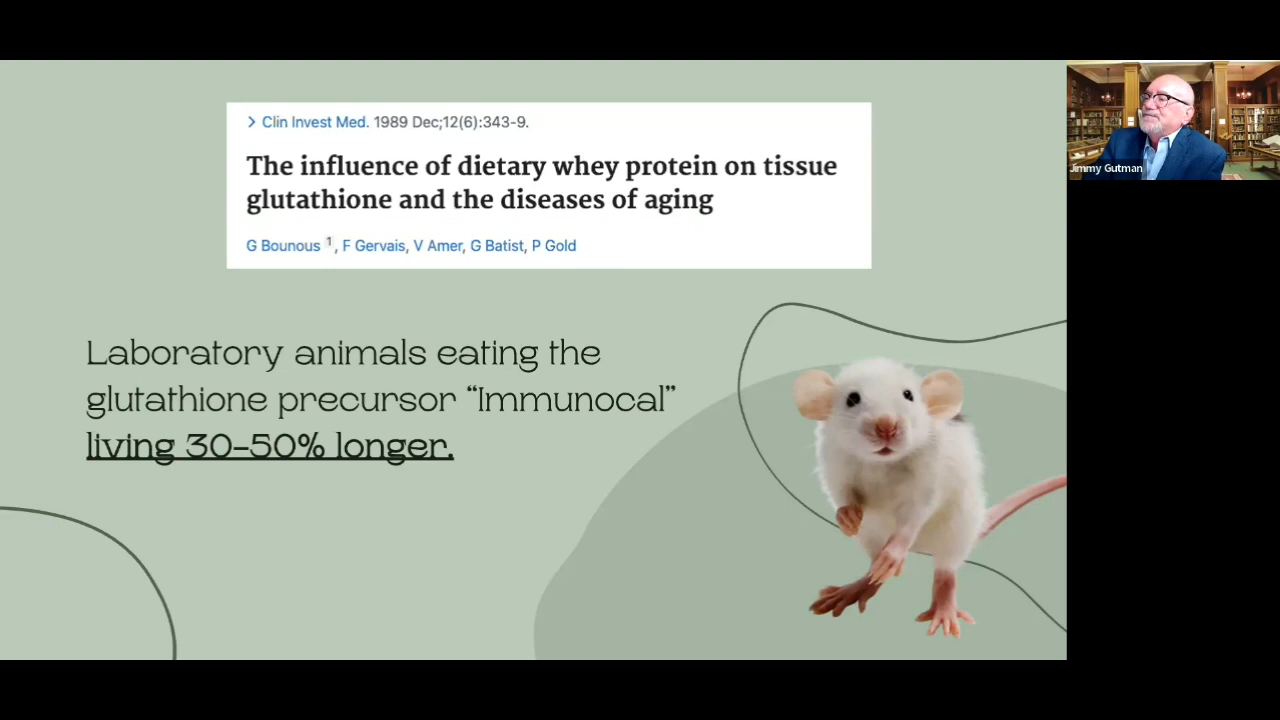 > Clin Invest Med. 1989 Dec;12(6):343-9.
The influence of dietary whey protein on tissue
glutathione and the diseases of aging
G Bounous 1, F Gervais, V Amer, G Batist, P Gold
Laboratory animals eating the
glutathione precursor “Immunocal”
living 30-50% longer.
Jimmy Gutman